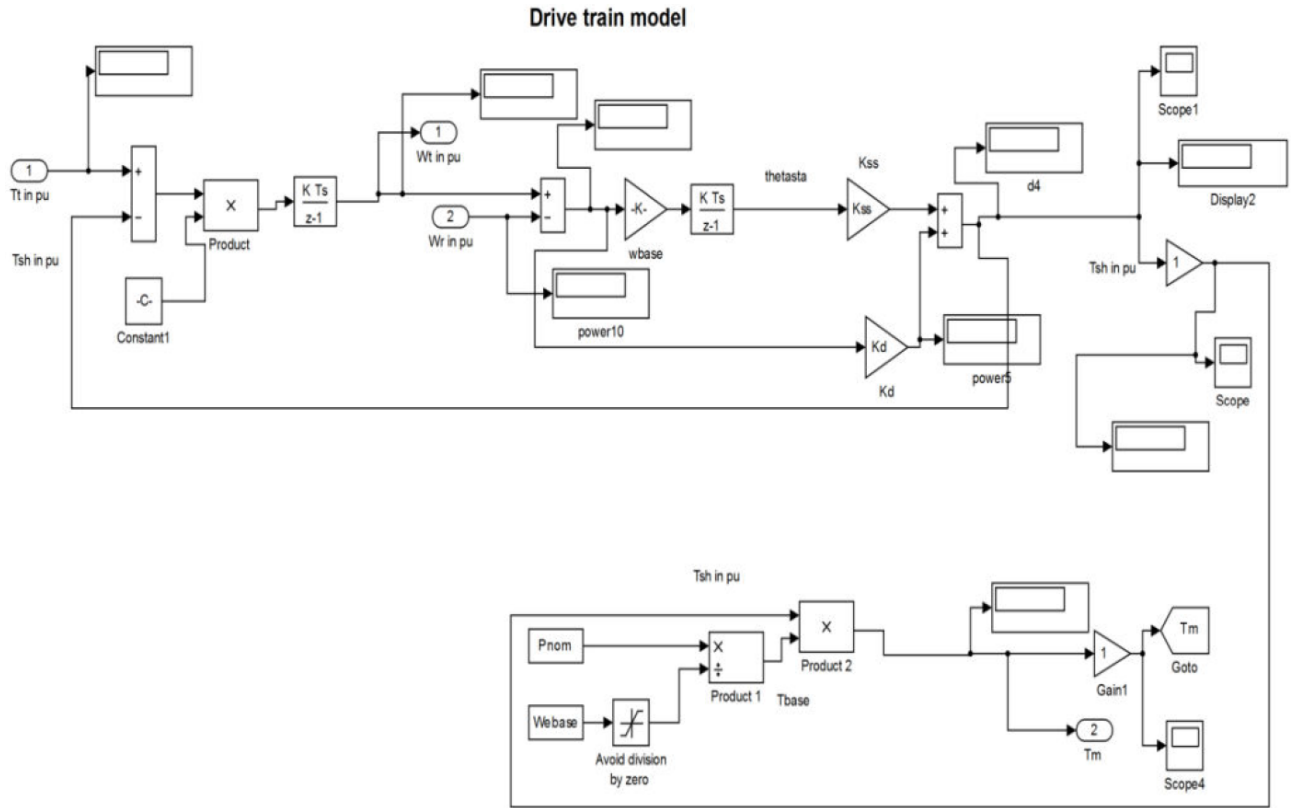 Drive train model
Scope1
1
Wt in pu
d4
Kss
1
Tt in pu
+
−
X
Product
K Ts
z-1
2
Wr in pu
+
−
-K-
wbase
K Ts
z-1
thetasta
Kss
+
+
Display2
Tsh in pu
-C-
Constant1
power10
Kd
Kd
power5
Tsh in pu
1
Scope
Tsh in pu
Pnom
X
÷
Product 1
X
Product 2
1
Gain1
Tm
Goto
Webase
Avoid division
by zero
Tbase
2
Tm
Scope4